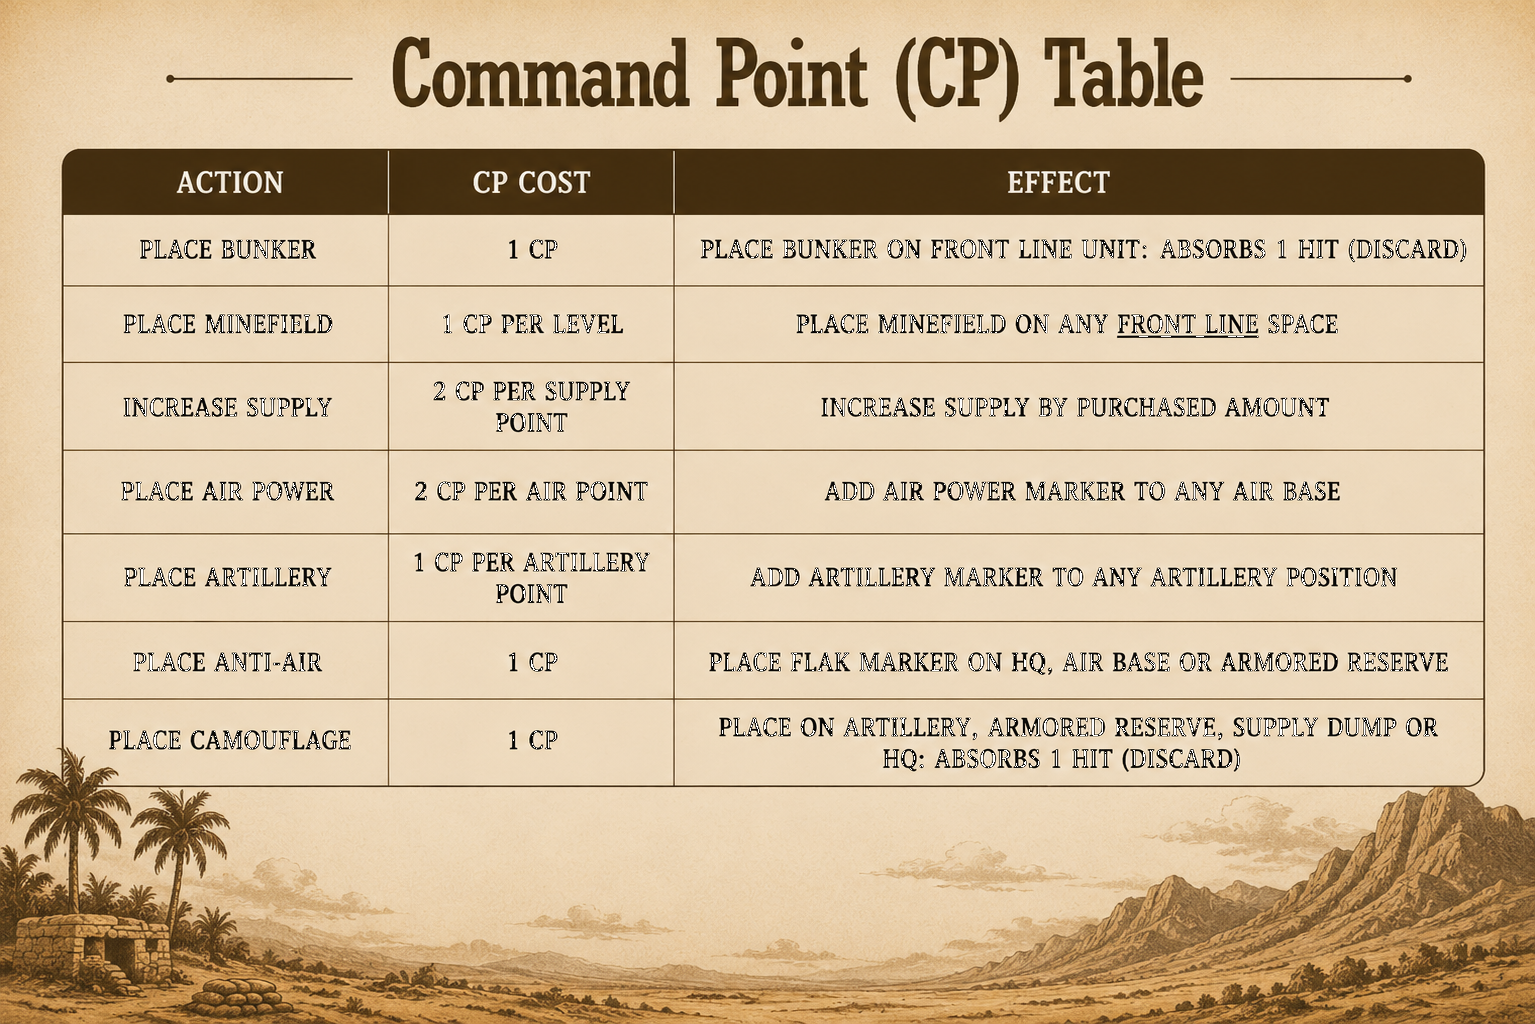 Command Point (CP) Table
ACTION CP COST EFFECT
PLACE BUNKER 1 CP PLACE BUNKER ON FRONT LINE UNIT: ABSORBS 1 HIT (DISCARD)
PLACE MINEFIELD 1 CP PER LEVEL PLACE MINEFIELD ON ANY FRONT LINE SPACE
INCREASE SUPPLY 2 CP PER SUPPLY
POINT INCREASE SUPPLY BY PURCHASED AMOUNT
PLACE AIR POWER 2 CP PER AIR POINT ADD AIR POWER MARKER TO ANY AIR BASE
PLACE ARTILLERY 1 CP PER ARTILLERY
POINT ADD ARTILLERY MARKER TO ANY ARTILLERY POSITION
PLACE ANTI-AIR 1 CP PLACE FLAK MARKER ON HQ, AIR BASE OR ARMORED RESERVE
PLACE CAMOUFLAGE 1 CP PLACE ON ARTILLERY, ARMORED RESERVE, SUPPLY DUMP OR
HQ: ABSORBS 1 HIT (DISCARD)